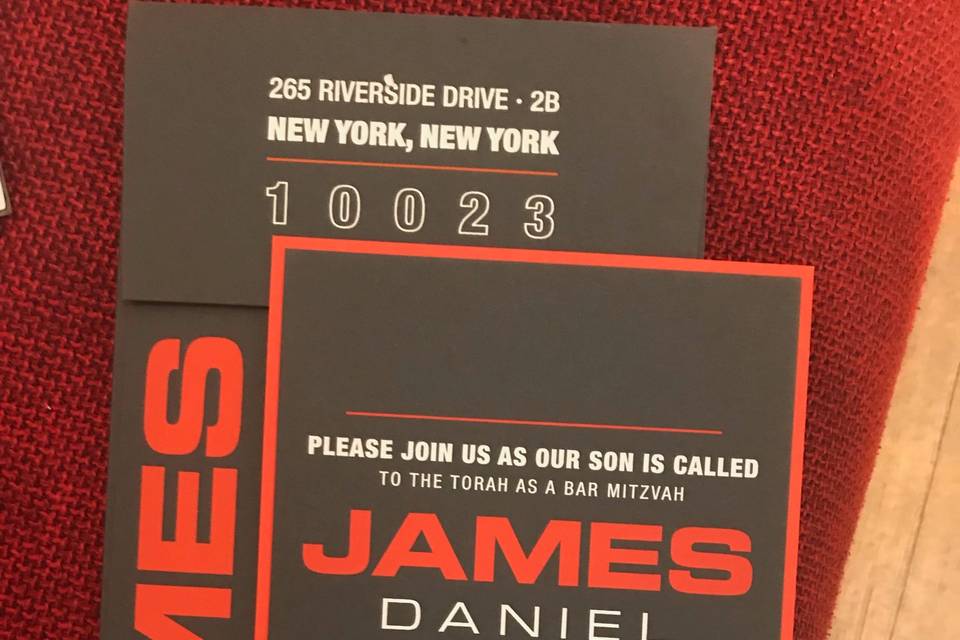 265 RIVERSIDE DRIVE · 2B
NEW YORK, NEW YORK
10023
PLEASE JOIN US AS OUR SON IS CALLED
TO THE TORAH AS A BAR MITZVAH
JAMES
DANIEL
MES